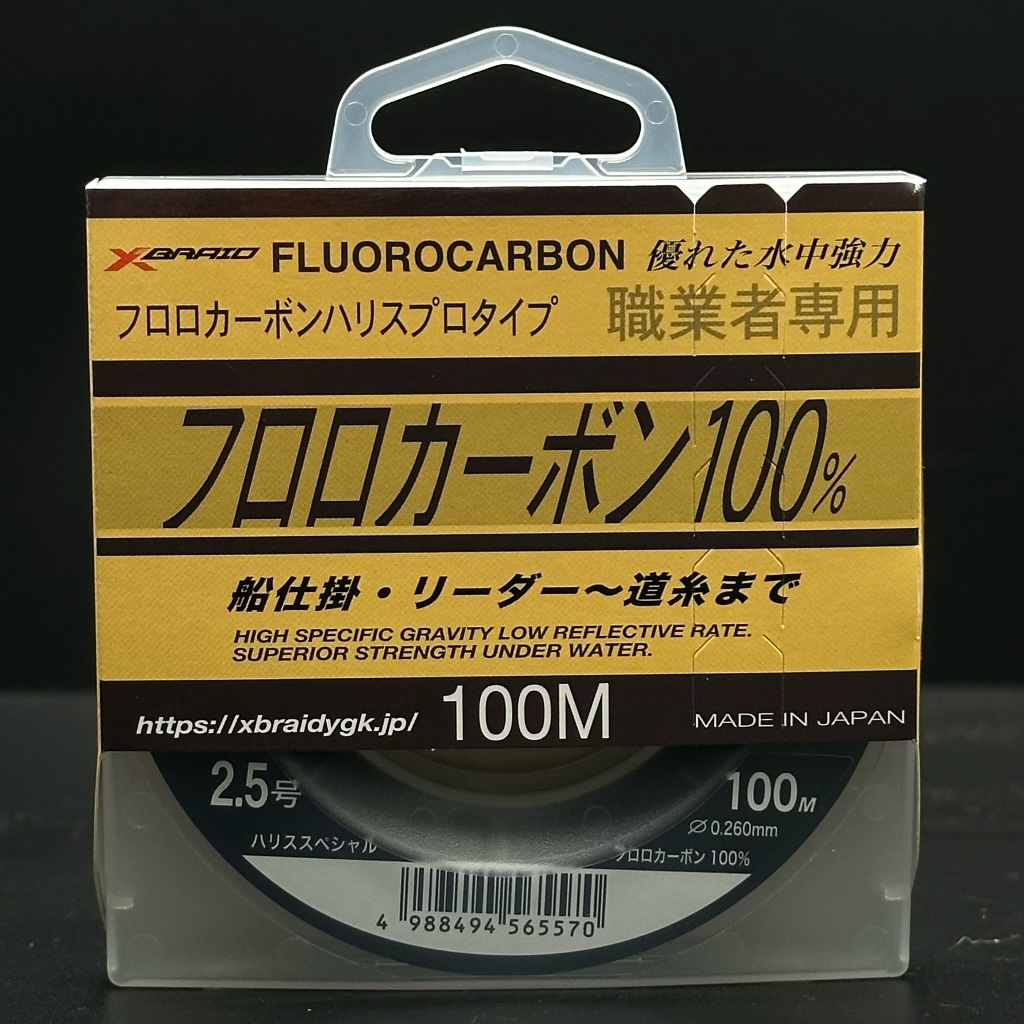 X-BRAID FLUOROCARBON 優れた水中強力
フロロカーボンハリスプロタイプ 職業者専用
フロロカーボン100%
船仕掛・リーダー～道糸まで
HIGH SPECIFIC GRAVITY LOW REFLECTIVE RATE.
SUPERIOR STRENGTH UNDER WATER.
https://xbraidygk.jp/ 100M MADE IN JAPAN
2.5号 100M
⌀ 0.260mm
ハリススペシャル フロロカーボン 100%
4 988494 565570